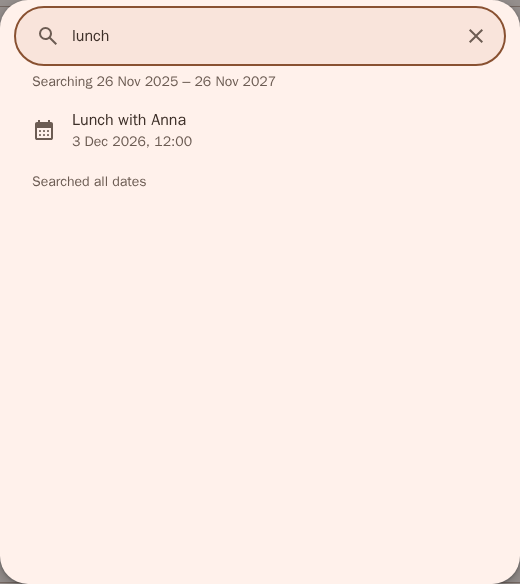 lunch
Searching 26 Nov 2025 – 26 Nov 2027
Lunch with Anna
3 Dec 2026, 12:00
Searched all dates